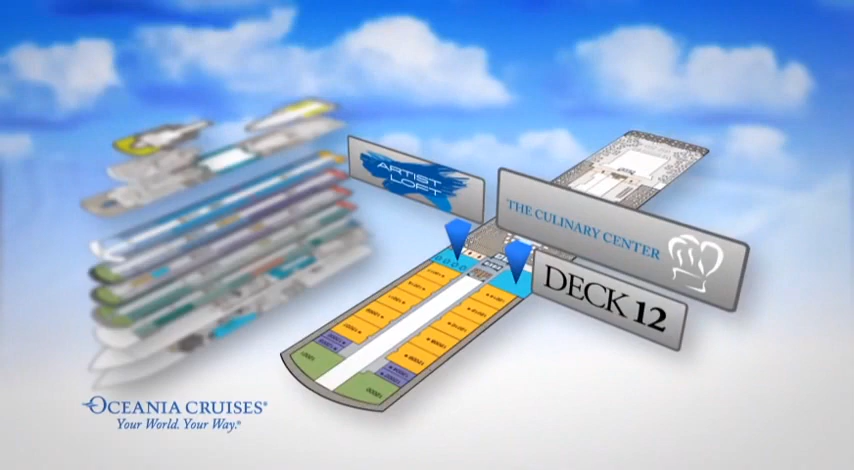 ARTIST
LOFT
THE CULINARY CENTER
DECK 12
OCEANIA CRUISES®
Your World. Your Way.®